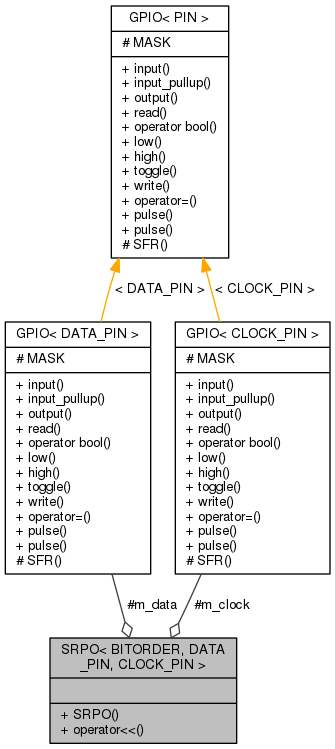 GPIO< PIN >
# MASK
+ input()
+ input_pullup()
+ output()
+ read()
+ operator bool()
+ low()
+ high()
+ toggle()
+ write()
+ operator=()
+ pulse()
+ pulse()
# SFR()
< DATA_PIN >
< CLOCK_PIN >
GPIO< DATA_PIN >
# MASK
+ input()
+ input_pullup()
+ output()
+ read()
+ operator bool()
+ low()
+ high()
+ toggle()
+ write()
+ operator=()
+ pulse()
+ pulse()
# SFR()
GPIO< CLOCK_PIN >
# MASK
+ input()
+ input_pullup()
+ output()
+ read()
+ operator bool()
+ low()
+ high()
+ toggle()
+ write()
+ operator=()
+ pulse()
+ pulse()
# SFR()
#m_data
#m_clock
SRPO< BITORDER, DATA
_PIN, CLOCK_PIN >
+ SRPO()
+ operator<<()